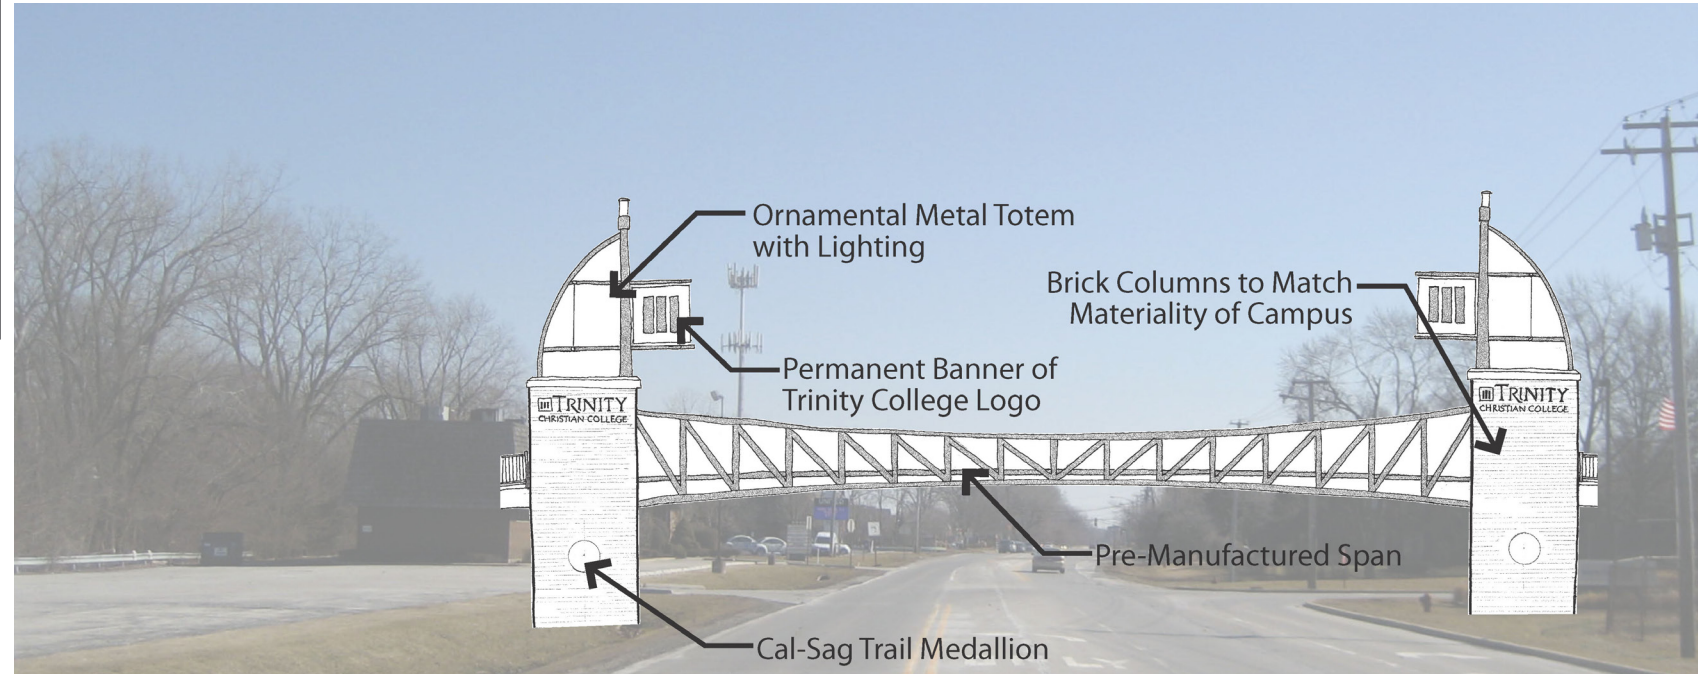 Ornamental Metal Totem
with Lighting
Brick Columns to Match
Materiality of Campus
Permanent Banner of
Trinity College Logo
TRINITY
CHRISTIAN COLLEGE
TRINITY
CHRISTIAN COLLEGE
Pre-Manufactured Span
Cal-Sag Trail Medallion